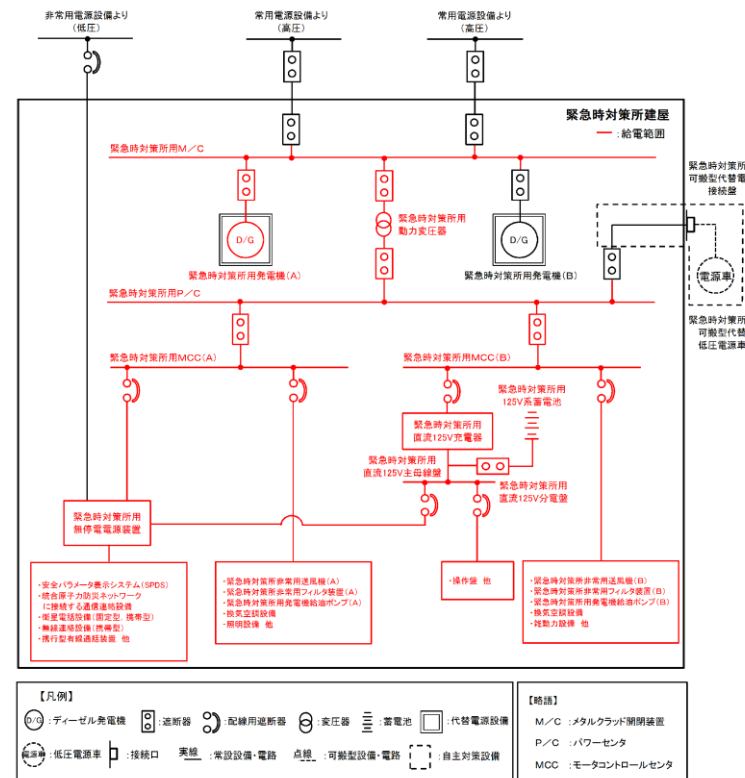 非常用電源設備より
(低圧)
常用電源設備より
(高圧)
常用電源設備より
(高圧)
緊急時対策所建屋
:給電範囲
緊急時対策所用M/C
緊急時対策所
可搬型代替電
接続盤
緊急時対策所用
動力変圧器
D/G
D/G
緊急時対策所用発電機(A)
緊急時対策所用発電機(B)
電源車
緊急時対策所用P/C
緊急時対策所
可搬型代替
低圧電源車
緊急時対策所用MCC(A)
緊急時対策所用MCC(B)
緊急時対策所用
125V系蓄電池
緊急時対策所用
直流125V充電器
緊急時対策所用
直流125V主母線盤
緊急時対策所用
直流125V分電盤
緊急時対策所用
無停電電源装置
・安全パラメータ表示システム(SPDS)
・統合原子力防災ネットワーク
に接続する通信連絡設備
・衛星電話設備(固定型、携帯型)
・無線連絡設備(携帯型)
・携行型有線通話装置 他
・緊急時対策所非常用送風機(A)
・緊急時対策所非常用フィルタ装置(A)
・緊急時対策所用発電機給油ポンプ(A)
・換気空調設備
・照明設備 他
・操作盤 他
・緊急時対策所非常用送風機(B)
・緊急時対策所非常用フィルタ装置(B)
・緊急時対策所用発電機給油ポンプ(B)
・換気空調設備
・雑動力設備 他
【凡例】
D/G :ディーゼル発電機 :遮断器 :配線用遮断器 :変圧器 :蓄電池 :代替電源設備
電源車 :低圧電源車 :接続口 実線 :常設設備・電路 点線 :可搬型設備・電路 :自主対策設備
【略語】
M/C :メタルクラッド開閉装置
P/C :パワーセンタ
MCC :モータコントロールセンタ